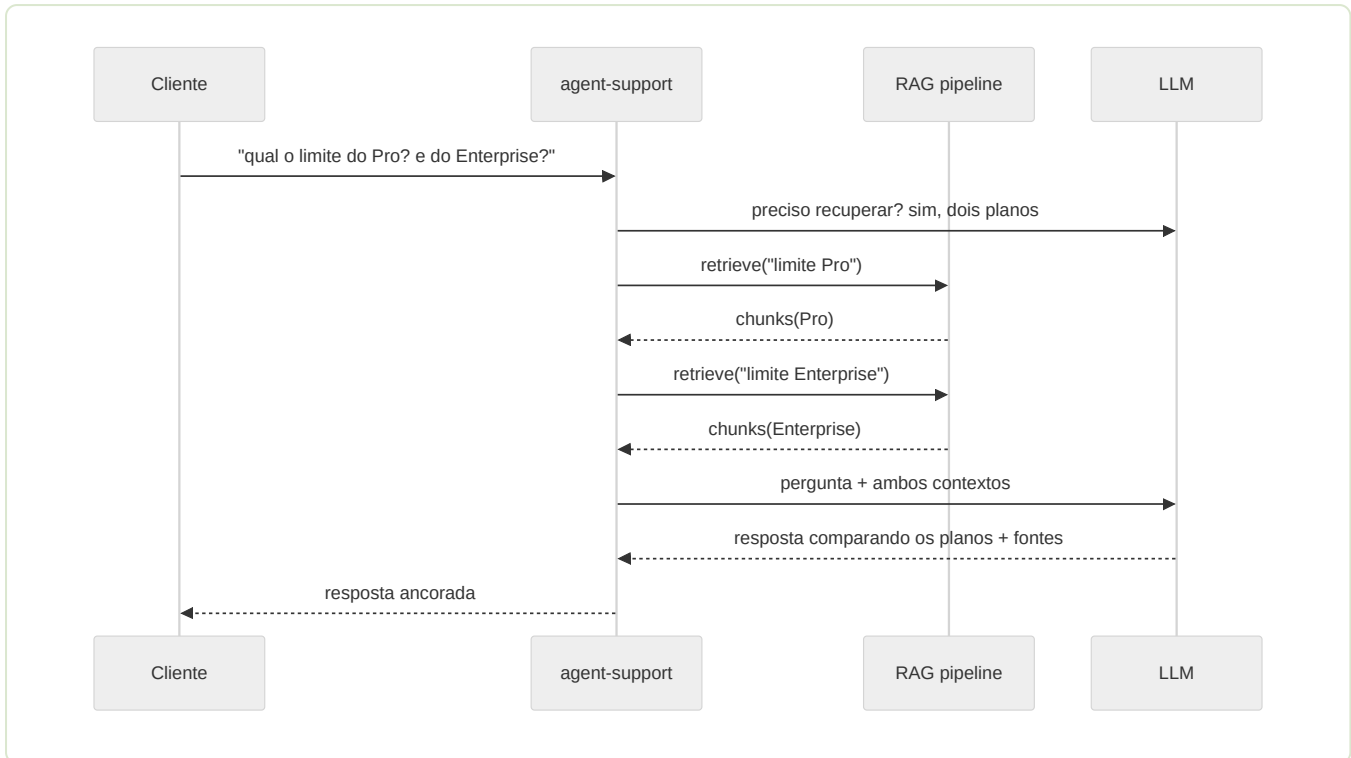 Cliente
agent-support
RAG pipeline
LLM
"qual o limite do Pro? e do Enterprise?"
preciso recuperar? sim, dois planos
retrieve("limite Pro")
chunks(Pro)
retrieve("limite Enterprise")
chunks(Enterprise)
pergunta + ambos contextos
resposta comparando os planos + fontes
resposta ancorada
Cliente
agent-support
RAG pipeline
LLM